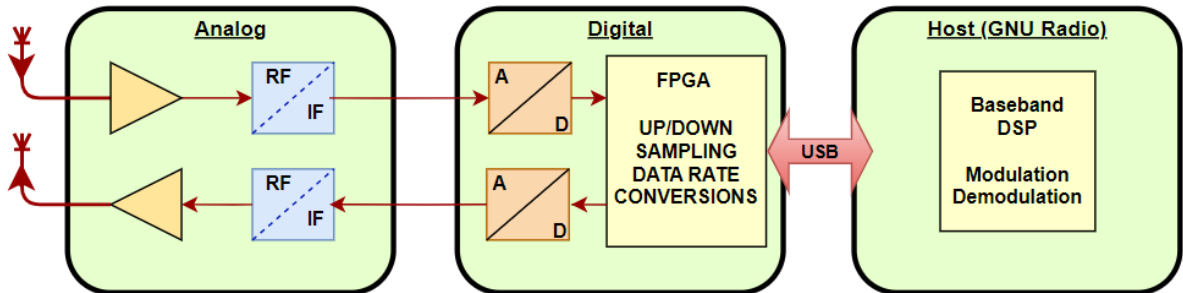 Analog
RF
IF
RF
IF
Digital
A
D
A
D
FPGA
UP/DOWN
SAMPLING
DATA RATE
CONVERSIONS
USB
Host (GNU Radio)
Baseband
DSP
Modulation
Demodulation